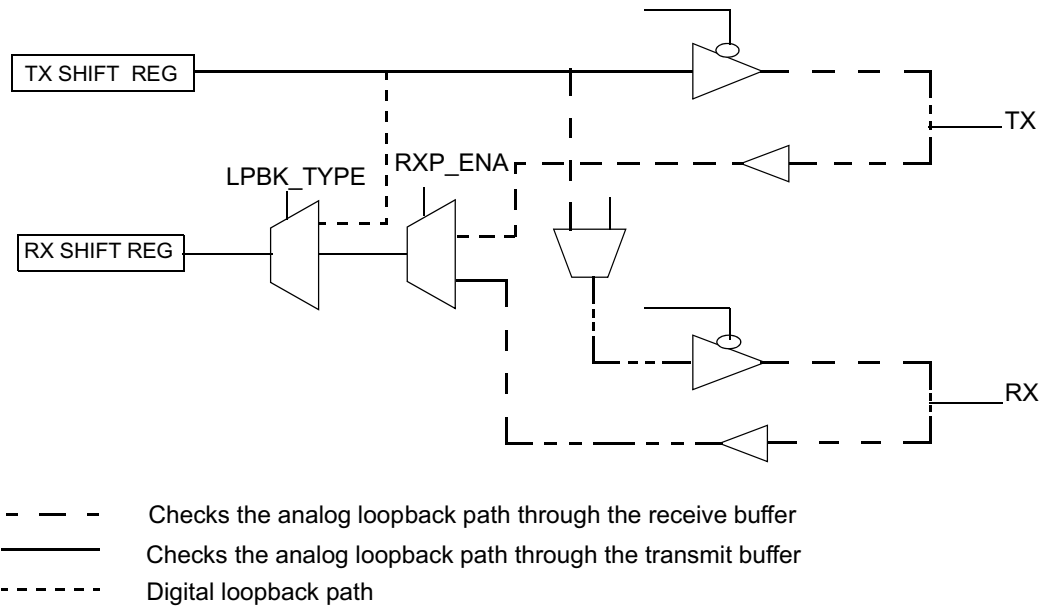 TX SHIFT REG
TX
RXP_ENA
LPBK_TYPE
RX SHIFT REG
RX
Checks the analog loopback path through the receive buffer
Checks the analog loopback path through the transmit buffer
Digital loopback path